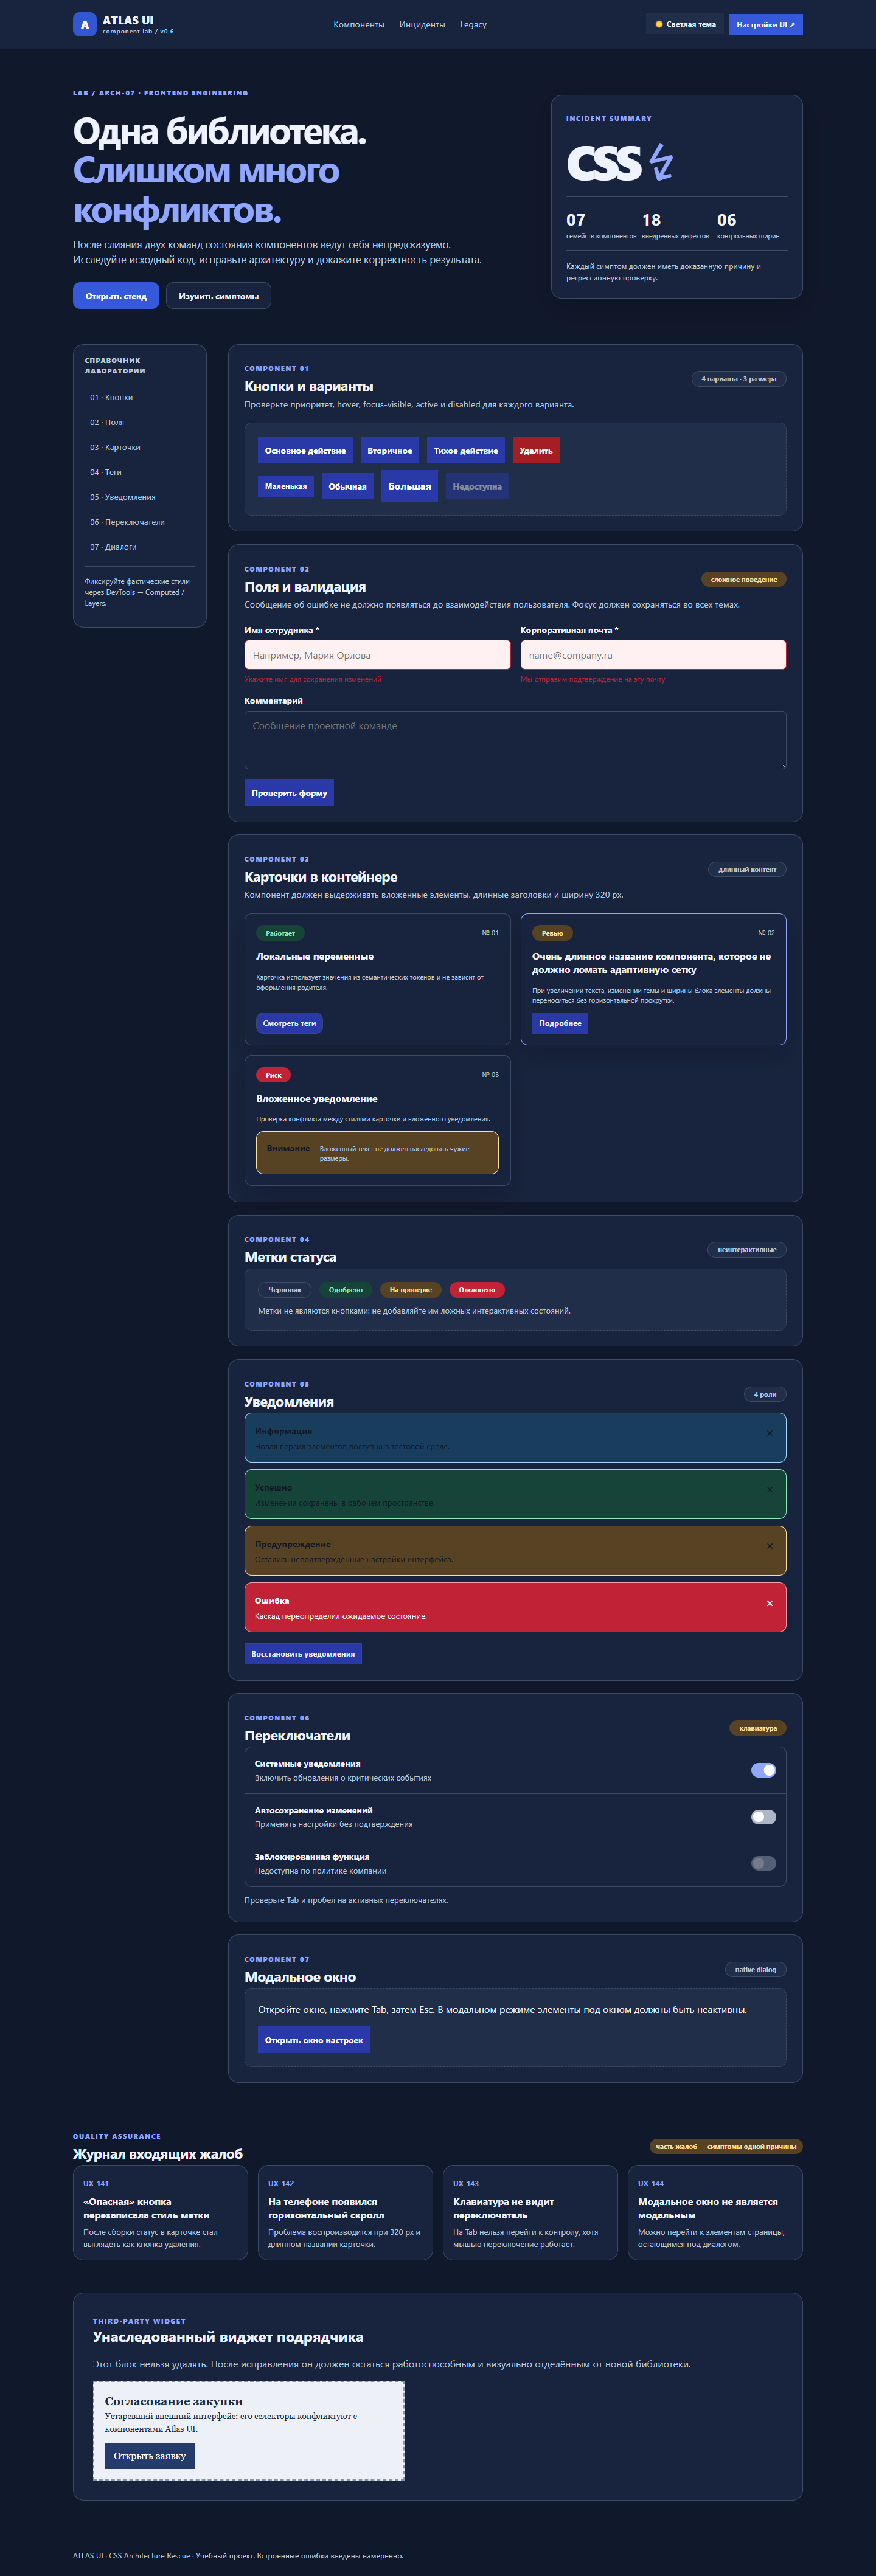 A
ATLAS UI
component lab / v0.6
Компоненты
Инциденты
Legacy
Светлая тема
Настройки UI ↗
LAB / ARCH-07 · FRONTEND ENGINEERING
Одна библиотека.
Слишком много
конфликтов.
После слияния двух команд состояния компонентов ведут себя непредсказуемо.
Исследуйте исходный код, исправьте архитектуру и докажите корректность результата.
Открыть стенд
Изучить симптомы
INCIDENT SUMMARY
CSS
07
семейств компонентов
18
внедрённых дефектов
06
контрольных ширин
Каждый симптом должен иметь доказанную причину и
регрессионную проверку.
СПРАВОЧНИК
ЛАБОРАТОРИИ
01 · Кнопки
02 · Поля
03 · Карточки
04 · Теги
05 · Уведомления
06 · Переключатели
07 · Диалоги
Фиксируйте фактические стили
через DevTools → Computed /
Layers.
COMPONENT 01
Кнопки и варианты
Проверьте приоритет, hover, focus-visible, active и disabled для каждого варианта.
4 варианта · 3 размера
Основное действие
Вторичное
Тихое действие
Удалить
Маленькая
Обычная
Большая
Недоступна
COMPONENT 02
Поля и валидация
Сообщение об ошибке не должно появляться до взаимодействия пользователя. Фокус должен сохраняться во всех темах.
сложное поведение
Имя сотрудника *
Например, Мария Орлова
Укажите имя для сохранения изменений
Корпоративная почта *
name@company.ru
Мы отправим подтверждение на эту почту
Комментарий
Сообщение проектной команде
Проверить форму
COMPONENT 03
Карточки в контейнере
Компонент должен выдерживать вложенные элементы, длинные заголовки и ширину 320 px.
длинный контент
Работает
№ 01
Локальные переменные
Карточка использует значения из семантических токенов и не зависит от
оформления родителя.
Смотреть теги
Ревью
№ 02
Очень длинное название компонента, которое не
должно ломать адаптивную сетку
При увеличении текста, изменении темы и ширины блока элементы должны
переноситься без горизонтальной прокрутки.
Подробнее
Риск
№ 03
Вложенное уведомление
Проверка конфликта между стилями карточки и вложенного уведомления.
Внимание
Вложенный текст не должен наследовать чужие
размеры.
COMPONENT 04
Метки статуса
неинтерактивные
Черновик
Одобрено
На проверке
Отклонено
Метки не являются кнопками: не добавляйте им ложных интерактивных состояний.
COMPONENT 05
Уведомления
4 роли
Информация
Новая версия элементов доступна в тестовой среде.
×
Успешно
Изменения сохранены в рабочем пространстве.
×
Предупреждение
Остались неподтверждённые настройки интерфейса.
×
Ошибка
Каскад переопределил ожидаемое состояние.
×
Восстановить уведомления
COMPONENT 06
Переключатели
клавиатура
Системные уведомления
Включить обновления о критических событиях
Автосохранение изменений
Применять настройки без подтверждения
Заблокированная функция
Недоступна по политике компании
Проверьте Tab и пробел на активных переключателях.
COMPONENT 07
Модальное окно
native dialog
Откройте окно, нажмите Tab, затем Esc. В модальном режиме элементы под окном должны быть неактивны.
Открыть окно настроек
QUALITY ASSURANCE
Журнал входящих жалоб
часть жалоб — симптомы одной причины
UX-141
«Опасная» кнопка
перезаписала стиль метки
После сборки статус в карточке стал
выглядеть как кнопка удаления.
UX-142
На телефоне появился
горизонтальный скролл
Проблема воспроизводится при 320 px и
длинном названии карточки.
UX-143
Клавиатура не видит
переключатель
На Tab нельзя перейти к контролу, хотя
мышью переключение работает.
UX-144
Модальное окно не является
модальным
Можно перейти к элементам страницы,
остающимся под диалогом.
THIRD-PARTY WIDGET
Унаследованный виджет подрядчика
Этот блок нельзя удалять. После исправления он должен остаться работоспособным и визуально отделённым от новой библиотеки.
Согласование закупки
Устаревший внешний интерфейс: его селекторы конфликтуют с
компонентами Atlas UI.
Открыть заявку
ATLAS UI · CSS Architecture Rescue · Учебный проект. Встроенные ошибки введены намеренно.